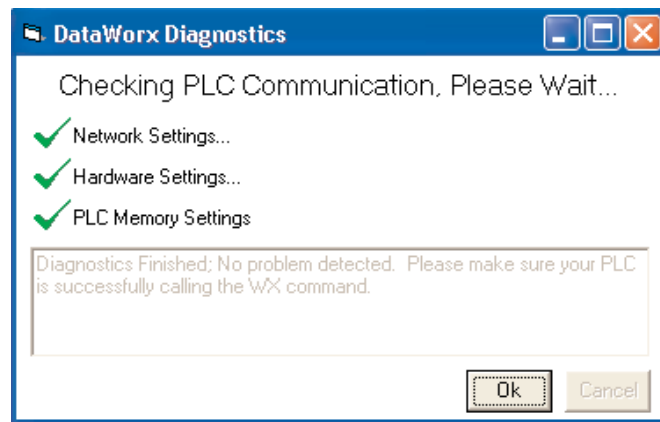 DataWorx Diagnostics
Checking PLC Communication, Please Wait...
Network Settings...
Hardware Settings...
PLC Memory Settings
Diagnostics Finished; No problem detected.  Please make sure your PLC
is successfully calling the WX command.
Ok
Cancel